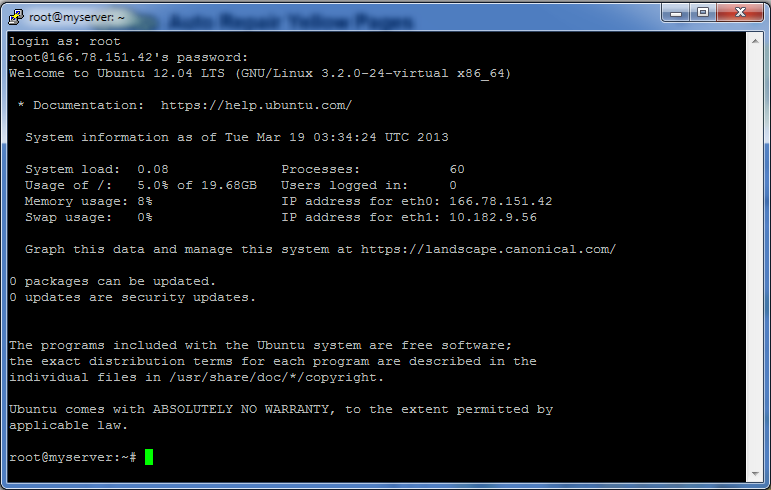 root@myserver: ~
Auto Repair Yellow Pages
login as: root
root@166.78.151.42's password:
Welcome to Ubuntu 12.04 LTS (GNU/Linux 3.2.0-24-virtual x86_64)
* Documentation:  https://help.ubuntu.com/
System information as of Tue Mar 19 03:34:24 UTC 2013
System load:  0.08              Processes:           60
Usage of /:   5.0% of 19.68GB   Users logged in:     0
Memory usage: 8%                IP address for eth0: 166.78.151.42
Swap usage:   0%                IP address for eth1: 10.182.9.56
Graph this data and manage this system at https://landscape.canonical.com/
0 packages can be updated.
0 updates are security updates.
The programs included with the Ubuntu system are free software;
the exact distribution terms for each program are described in the
individual files in /usr/share/doc/*/copyright.
Ubuntu comes with ABSOLUTELY NO WARRANTY, to the extent permitted by
applicable law.
root@myserver:~#